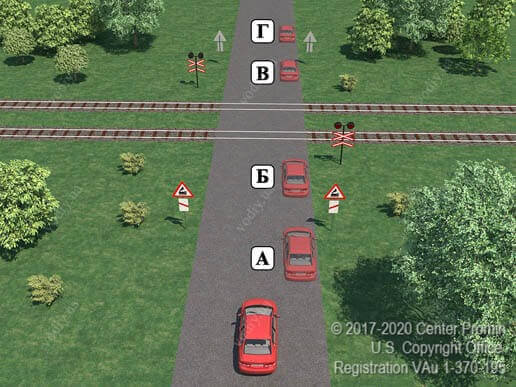 Г
В
Б
А
© 2017-2020 Center Promin
U.S. Copyright Office
Registration VAu 1-370-195